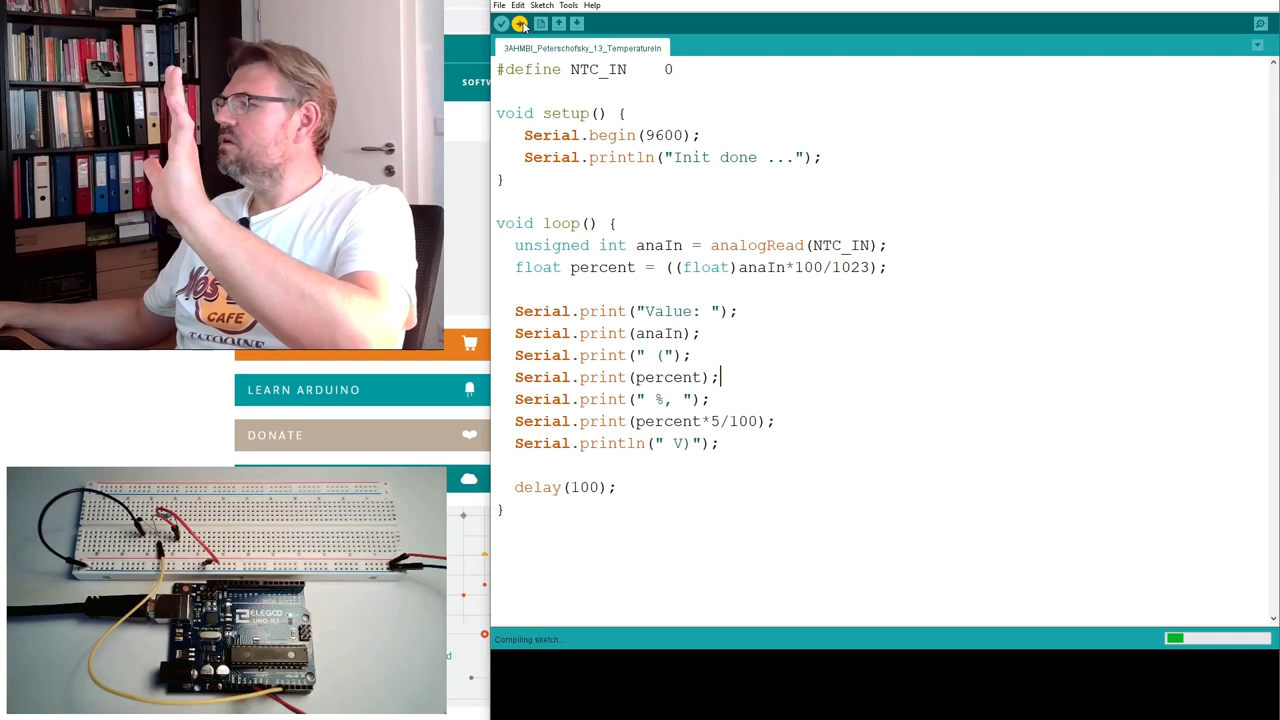 File Edit Sketch Tools Help
3AHMBI_Peterschofsky_13_TemperatureIn
#define NTC_IN    0
void setup() {
Serial.begin(9600);
Serial.println("Init done ...");
}
void loop() {
unsigned int anaIn = analogRead(NTC_IN);
float percent = ((float)anaIn*100/1023);
Serial.print("Value: ");
Serial.print(anaIn);
Serial.print(" (");
Serial.print(percent);
Serial.print(" %, ");
Serial.print(percent*5/100);
Serial.println(" V)");
delay(100);
}
Compiling sketch...
SOFTW
CAFE
LEARN ARDUINO
DONATE
ELEGOO
UNO R3
d